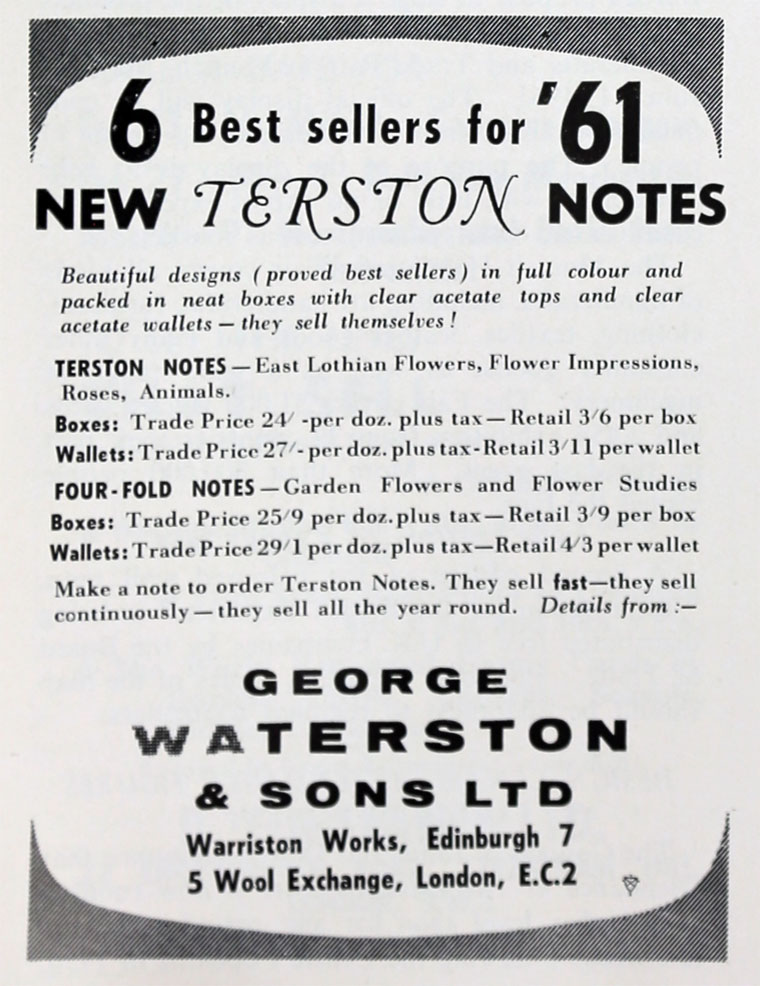 6 Best sellers for '61
NEW TERSTON NOTES
Beautiful designs (proved best sellers) in full colour and
packed in neat boxes with clear acetate tops and clear
acetate wallets — they sell themselves!
TERSTON NOTES — East Lothian Flowers, Flower Impressions,
Roses, Animals.
Boxes: Trade Price 24/ -per doz. plus tax — Retail 3/6 per box
Wallets: Trade Price 27/- per doz. plus tax - Retail 3/11 per wallet
FOUR-FOLD NOTES — Garden Flowers and Flower Studies
Boxes: Trade Price 25/9 per doz. plus tax — Retail 3/9 per box
Wallets: Trade Price 29/1 per doz. plus tax — Retail 4/3 per wallet
Make a note to order Terston Notes. They sell fast—they sell
continuously — they sell all the year round. Details from :—
GEORGE
WATERSTON
& SONS LTD
Warriston Works, Edinburgh 7
5 Wool Exchange, London, E.C.2